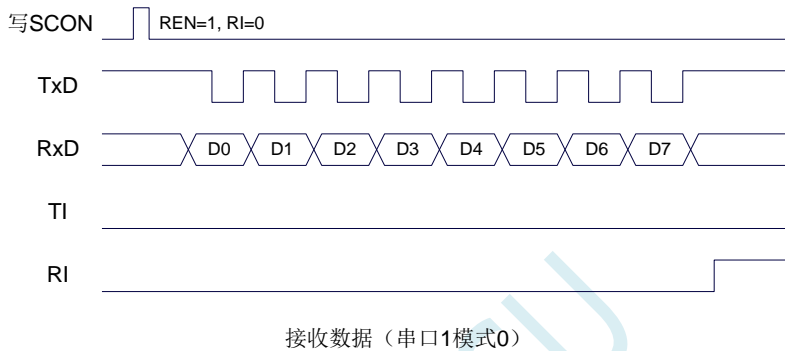 写SCON REN=1, RI=0
TxD
RxD D0 D1 D2 D3 D4 D5 D6 D7
TI
RI
接收数据（串口1模式0）